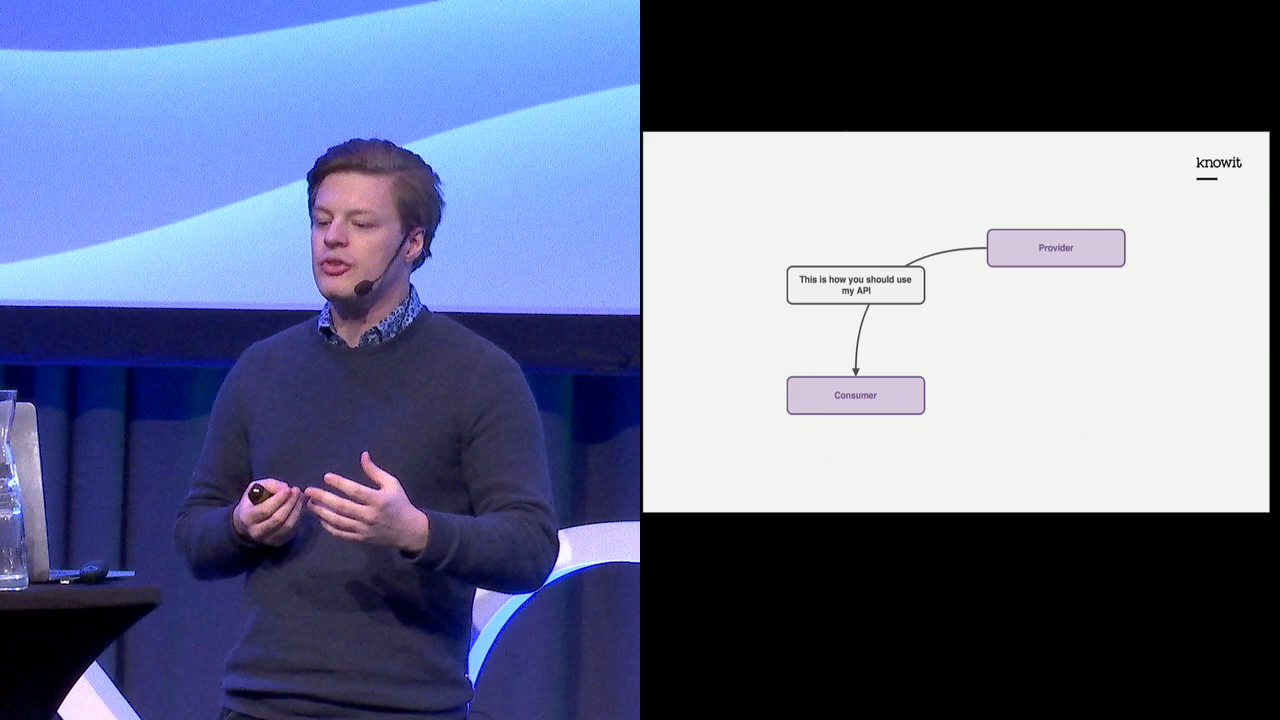 knowit
Provider
This is how you should use
my API
Consumer